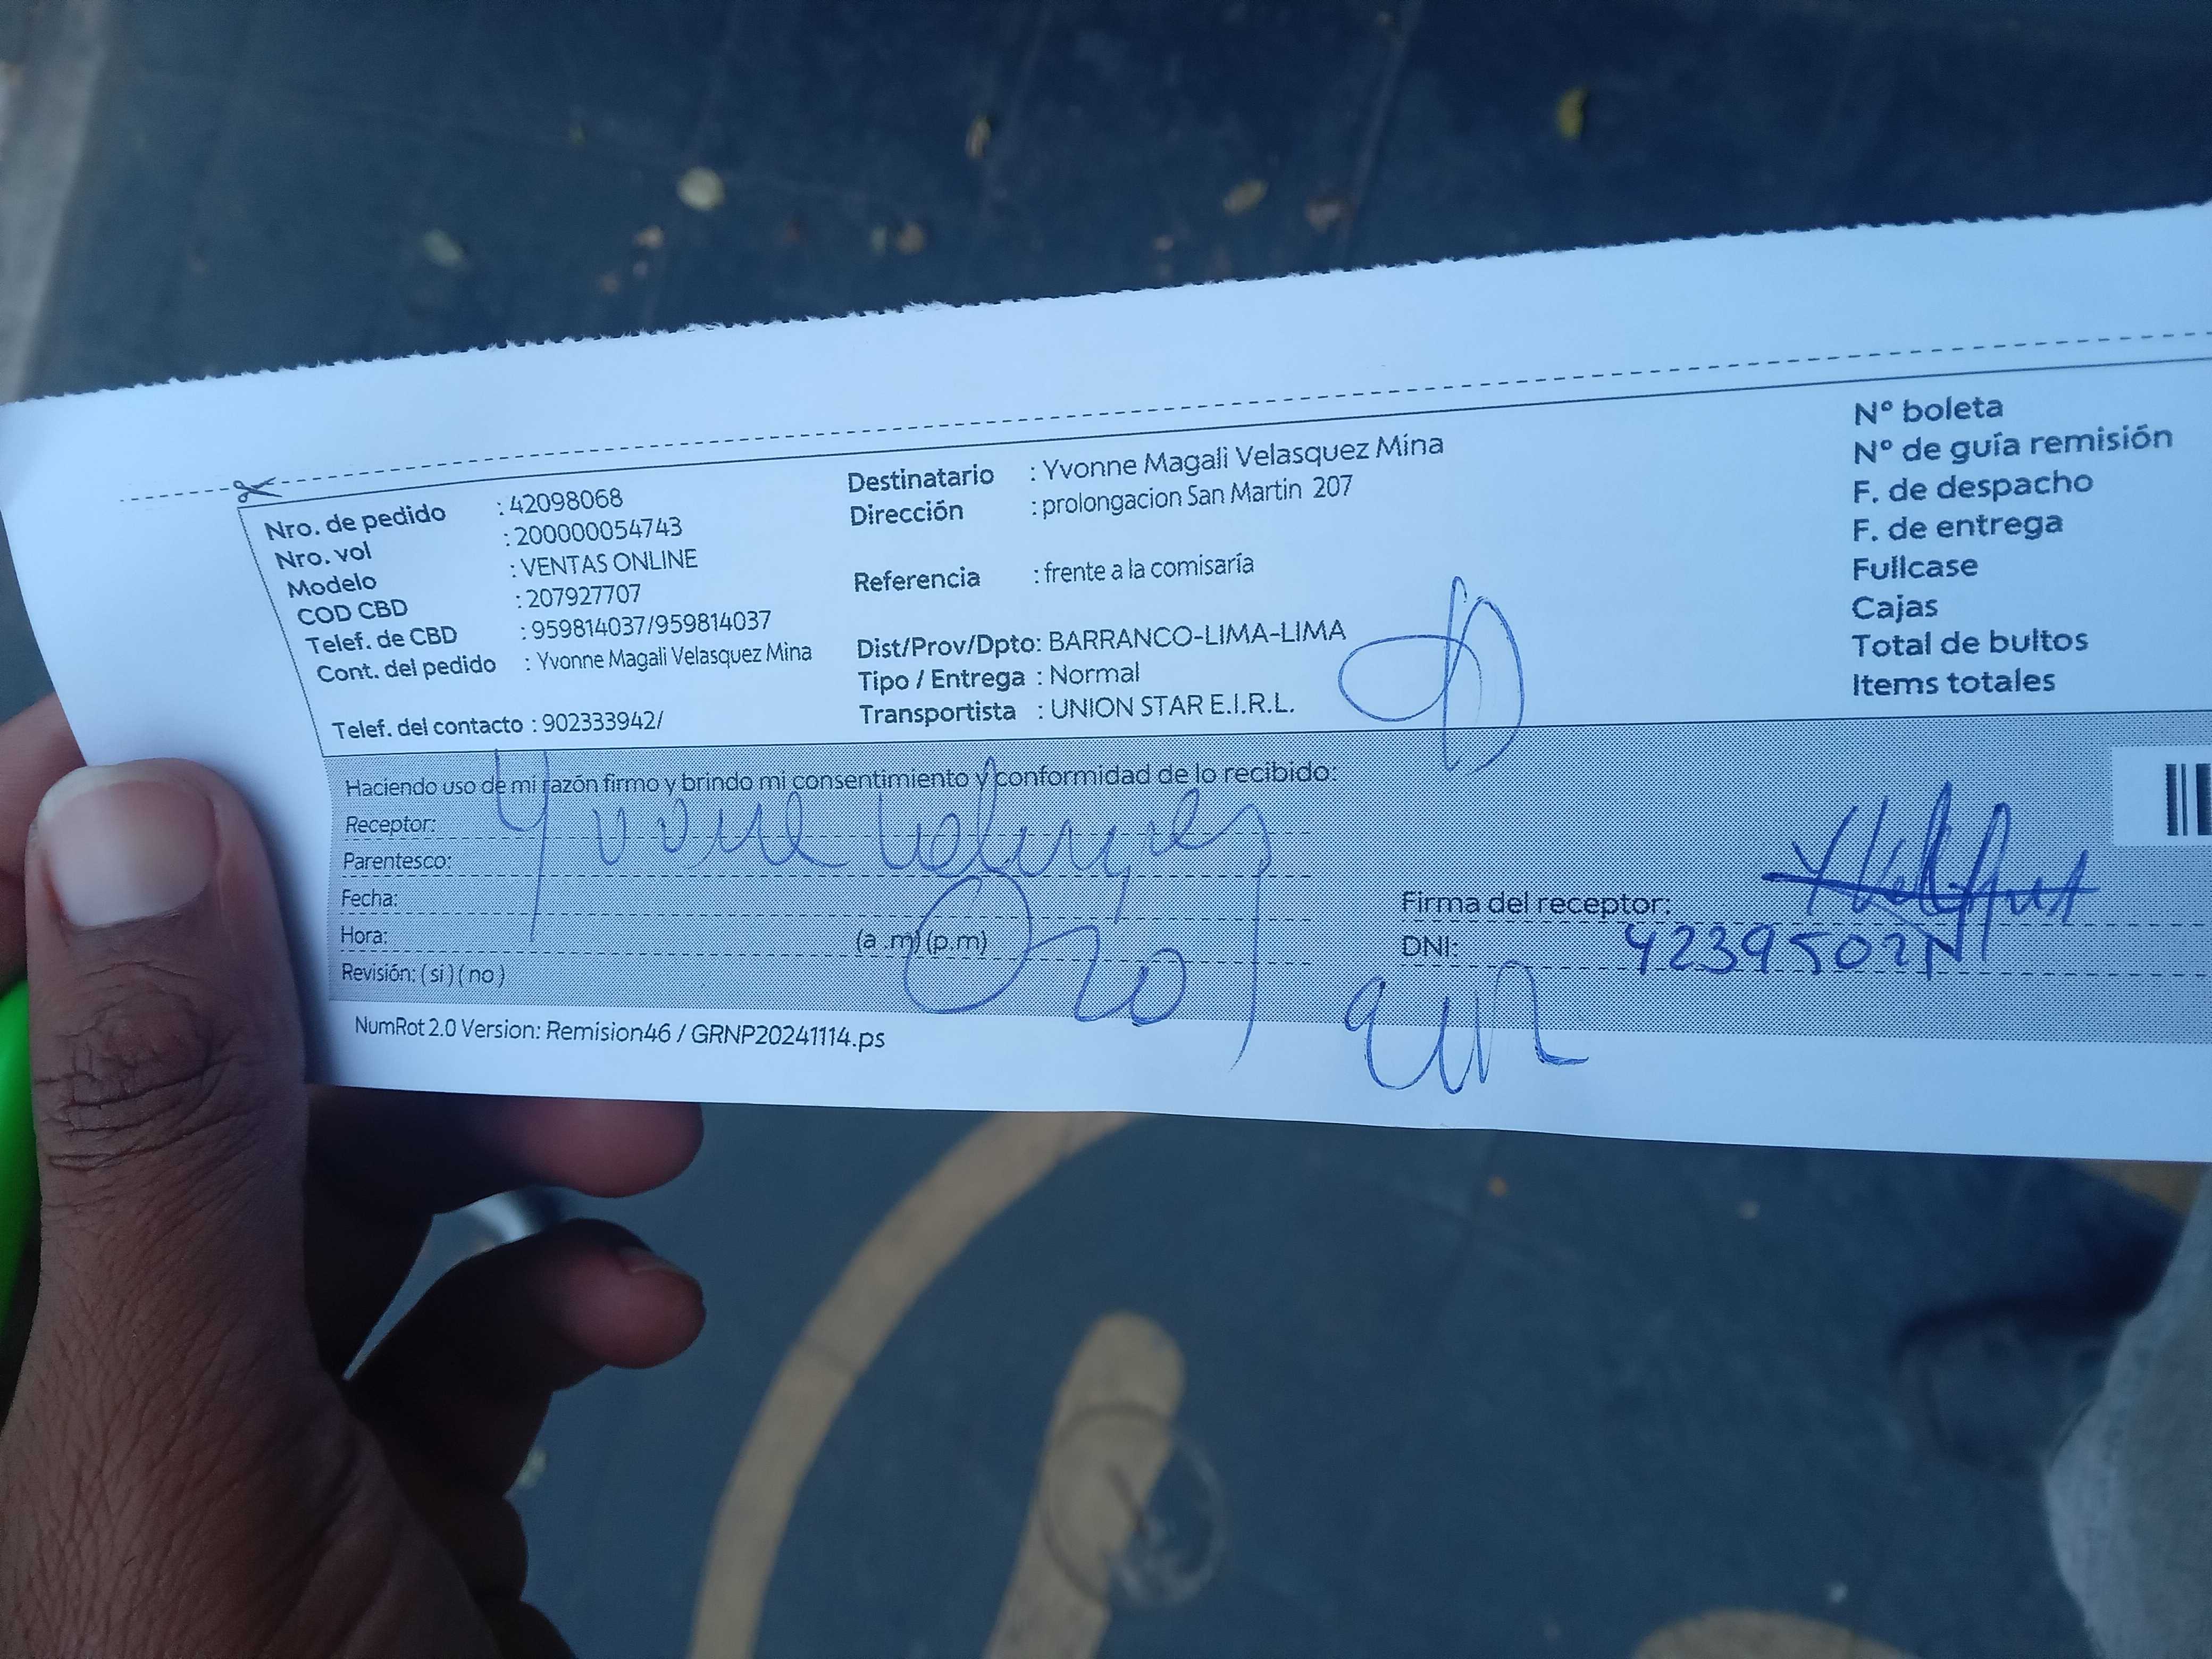 Nro. de pedido : 42098068
Nro. vol : 200000054743
Modelo : VENTAS ONLINE
COD CBD : 207927707
Telef. de CBD : 959814037/959814037
Cont. del pedido : Yvonne Magali Velasquez Mina
Telef. del contacto : 902333942/
Destinatario : Yvonne Magali Velasquez Mina
Dirección : prolongacion San Martin 207
Referencia : frente a la comisaría
Dist/Prov/Dpto: BARRANCO-LIMA-LIMA
Tipo / Entrega : Normal
Transportista : UNION STAR E.I.R.L.
Nº boleta
Nº de guía remisión
F. de despacho
F. de entrega
Fullcase
Cajas
Total de bultos
Items totales
Haciendo uso de mi razón firmo y brindo mi consentimiento y conformidad de lo recibido:
Receptor: Yvonne
Parentesco:
Fecha:
Hora: (a .m) (p.m)
Revisión: ( si ) ( no )
Firma del receptor:
DNI:
NumRot 2.0 Version: Remision46 / GRNP20241114.ps